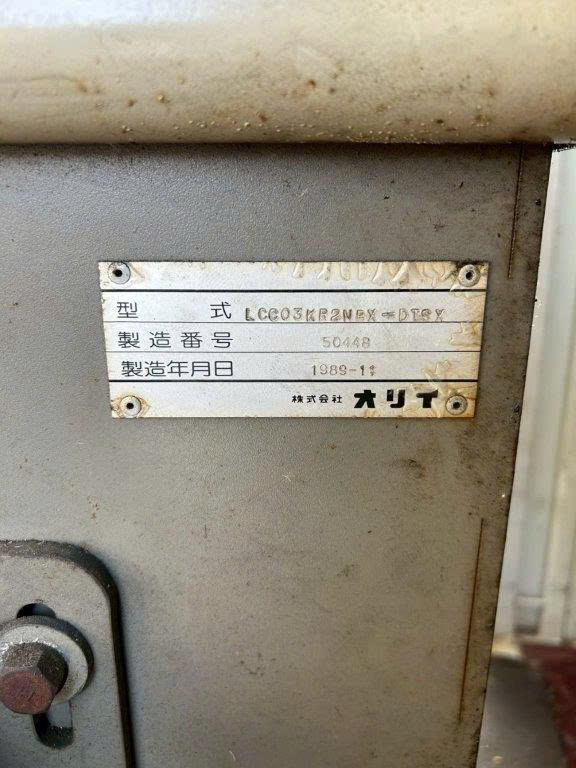 型 式 LCC03KR2NBX-DTSX
製造番号 50448
製造年月日 1989-11
株式会社 オリイ